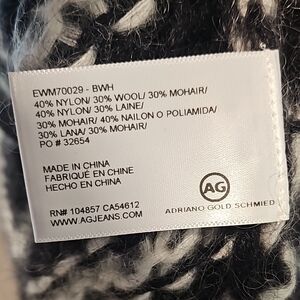 EWM70029 - BWH
40% NYLON/ 30% WOOL/ 30% MOHAIR/
40% NYLON/ 30% LAINE/
30% MOHAIR/ 40% NAILON O POLIAMIDA/
30% LANA/ 30% MOHAIR/
PO # 32654
MADE IN CHINA
FABRIQUÉ EN CHINE
HECHO EN CHINA
AG
RN# 104857 CA54612
ADRIANO GOLD SCHMIED
WWW.AGJEANS.COM